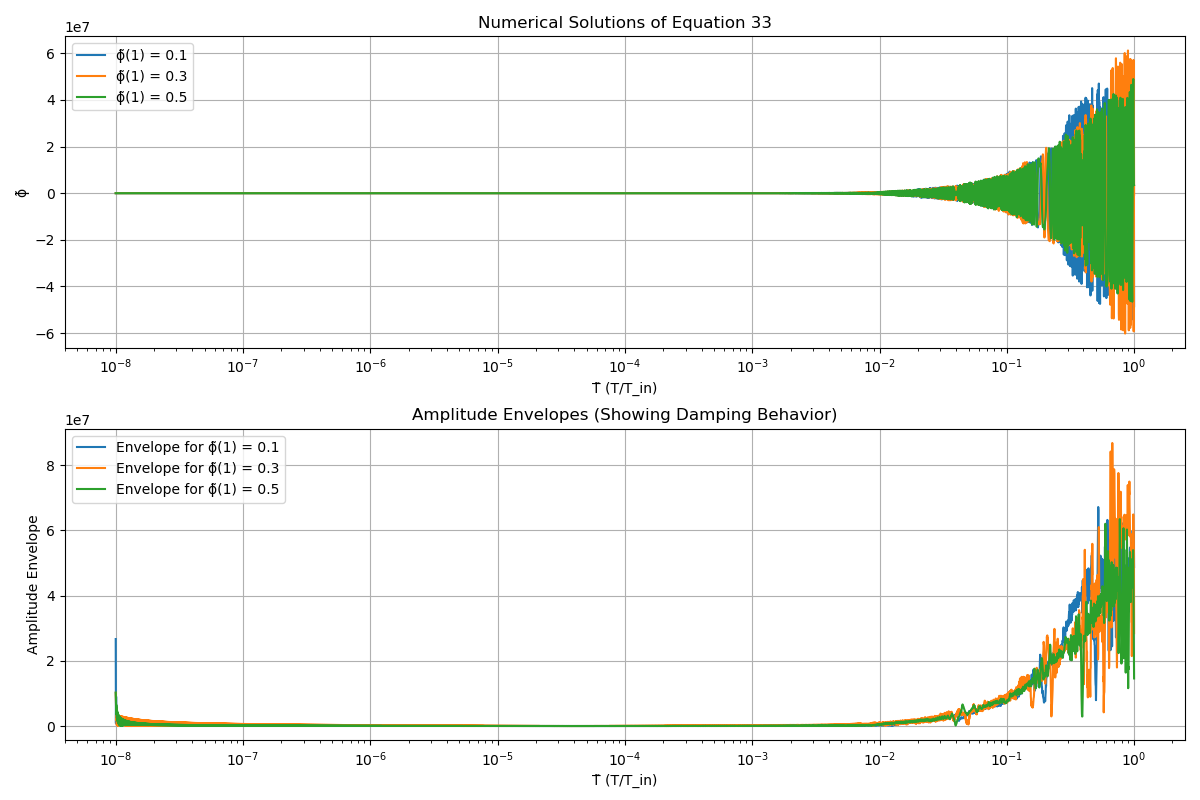 Numerical Solutions of Equation 33
1e7
ϕ̃(1) = 0.1
ϕ̃(1) = 0.3
ϕ̃(1) = 0.5
6
4
2
0
−2
−4
−6
ϕ̃
10⁻⁸ 10⁻⁷ 10⁻⁶ 10⁻⁵ 10⁻⁴ 10⁻³ 10⁻² 10⁻¹ 10⁰
T̃ (T/T_in)
Amplitude Envelopes (Showing Damping Behavior)
1e7
Envelope for ϕ̃(1) = 0.1
Envelope for ϕ̃(1) = 0.3
Envelope for ϕ̃(1) = 0.5
8
6
4
2
0
Amplitude Envelope
10⁻⁸ 10⁻⁷ 10⁻⁶ 10⁻⁵ 10⁻⁴ 10⁻³ 10⁻² 10⁻¹ 10⁰
T̃ (T/T_in)